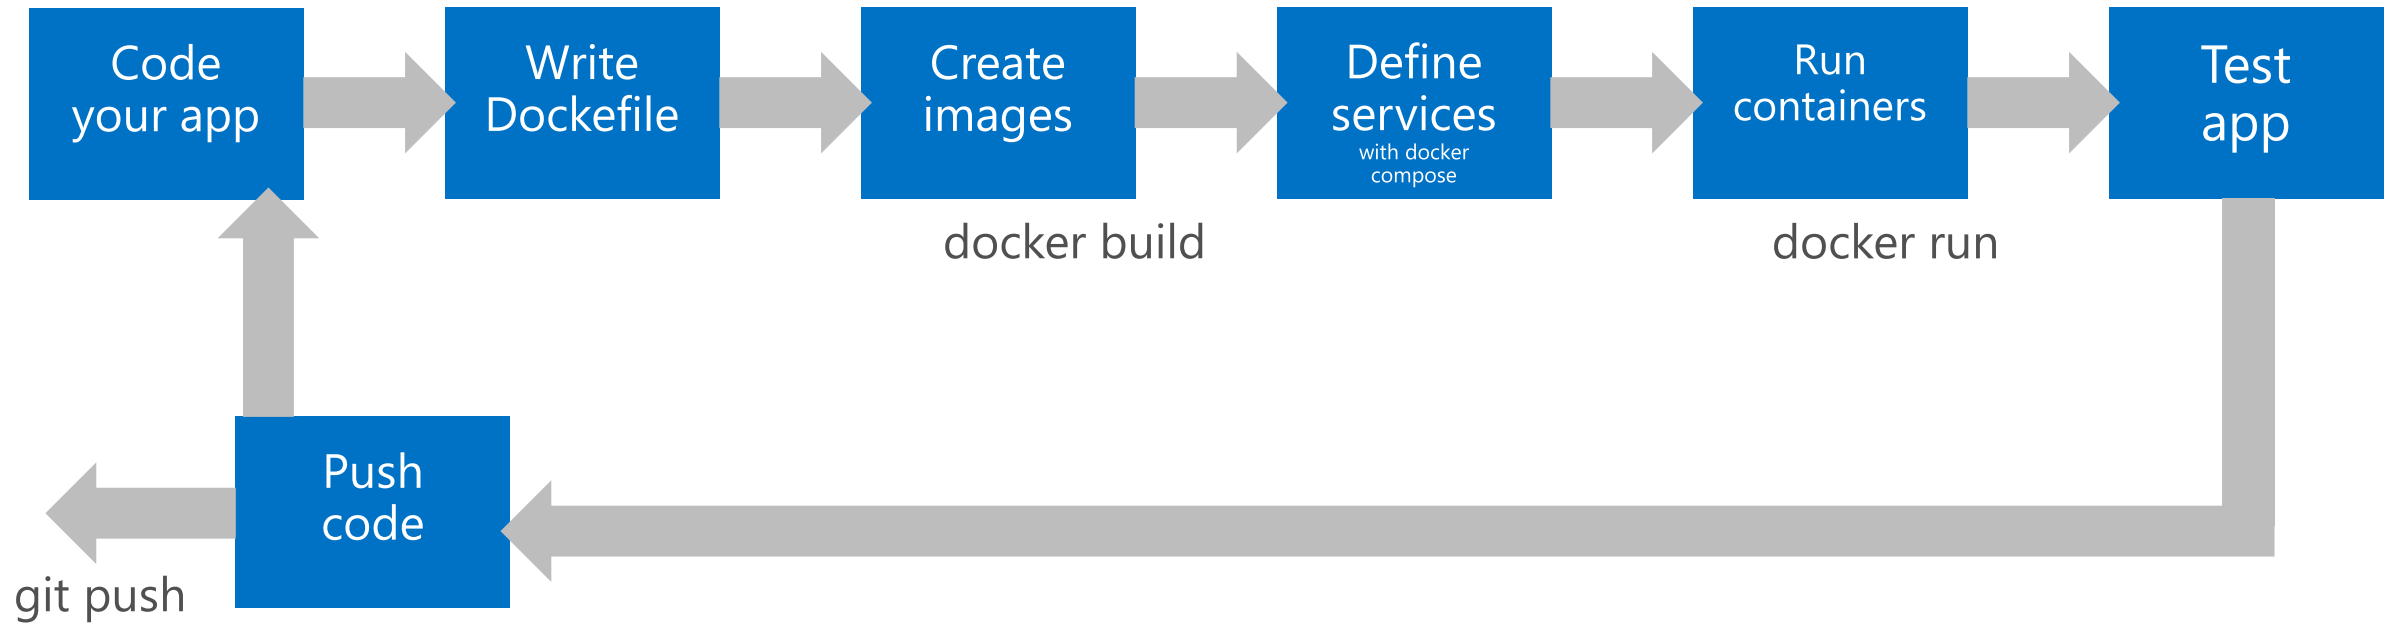 Code
your app
Write
Dockefile
Create
images
Define
services
with docker
compose
Run
containers
Test
app
docker build
docker run
Push
code
git push